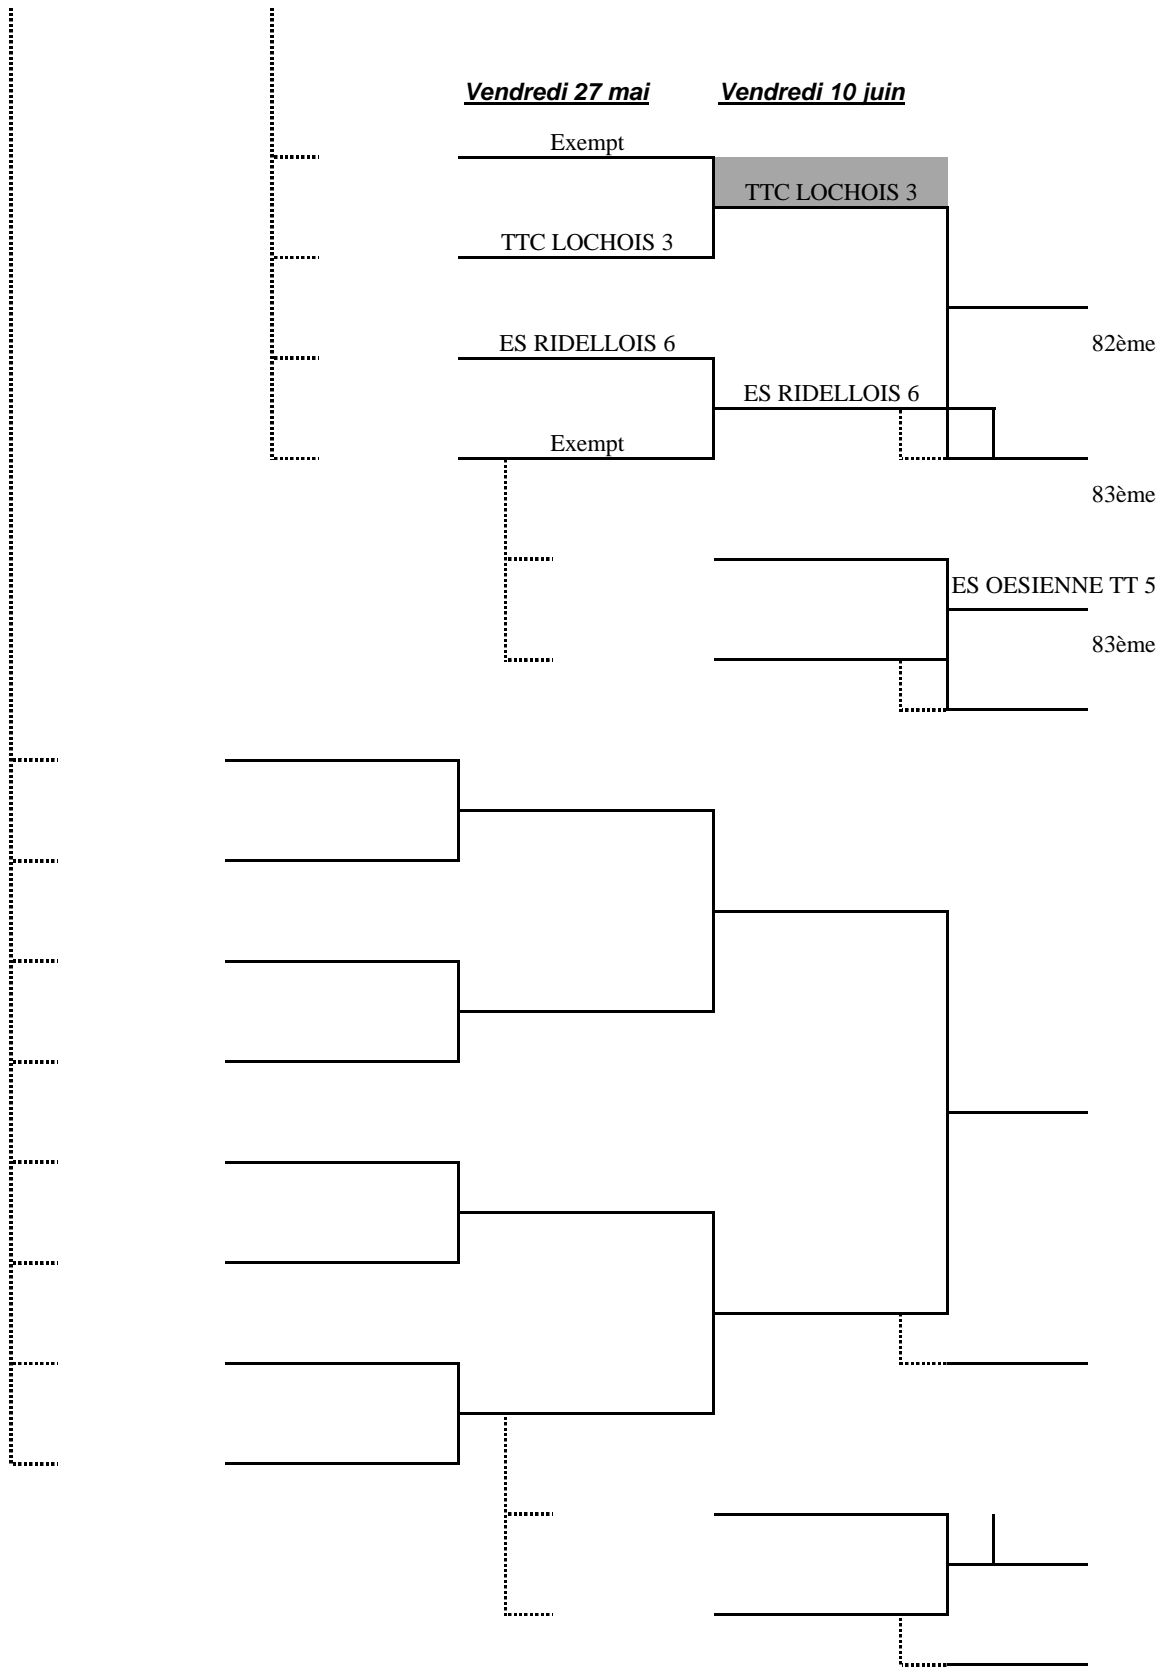 Vendredi 27 mai Vendredi 10 juin
Exempt
TTC LOCHOIS 3
TTC LOCHOIS 3
ES RIDELLOIS 6
82ème
ES RIDELLOIS 6
Exempt
83ème
ES OESIENNE TT 5
83ème